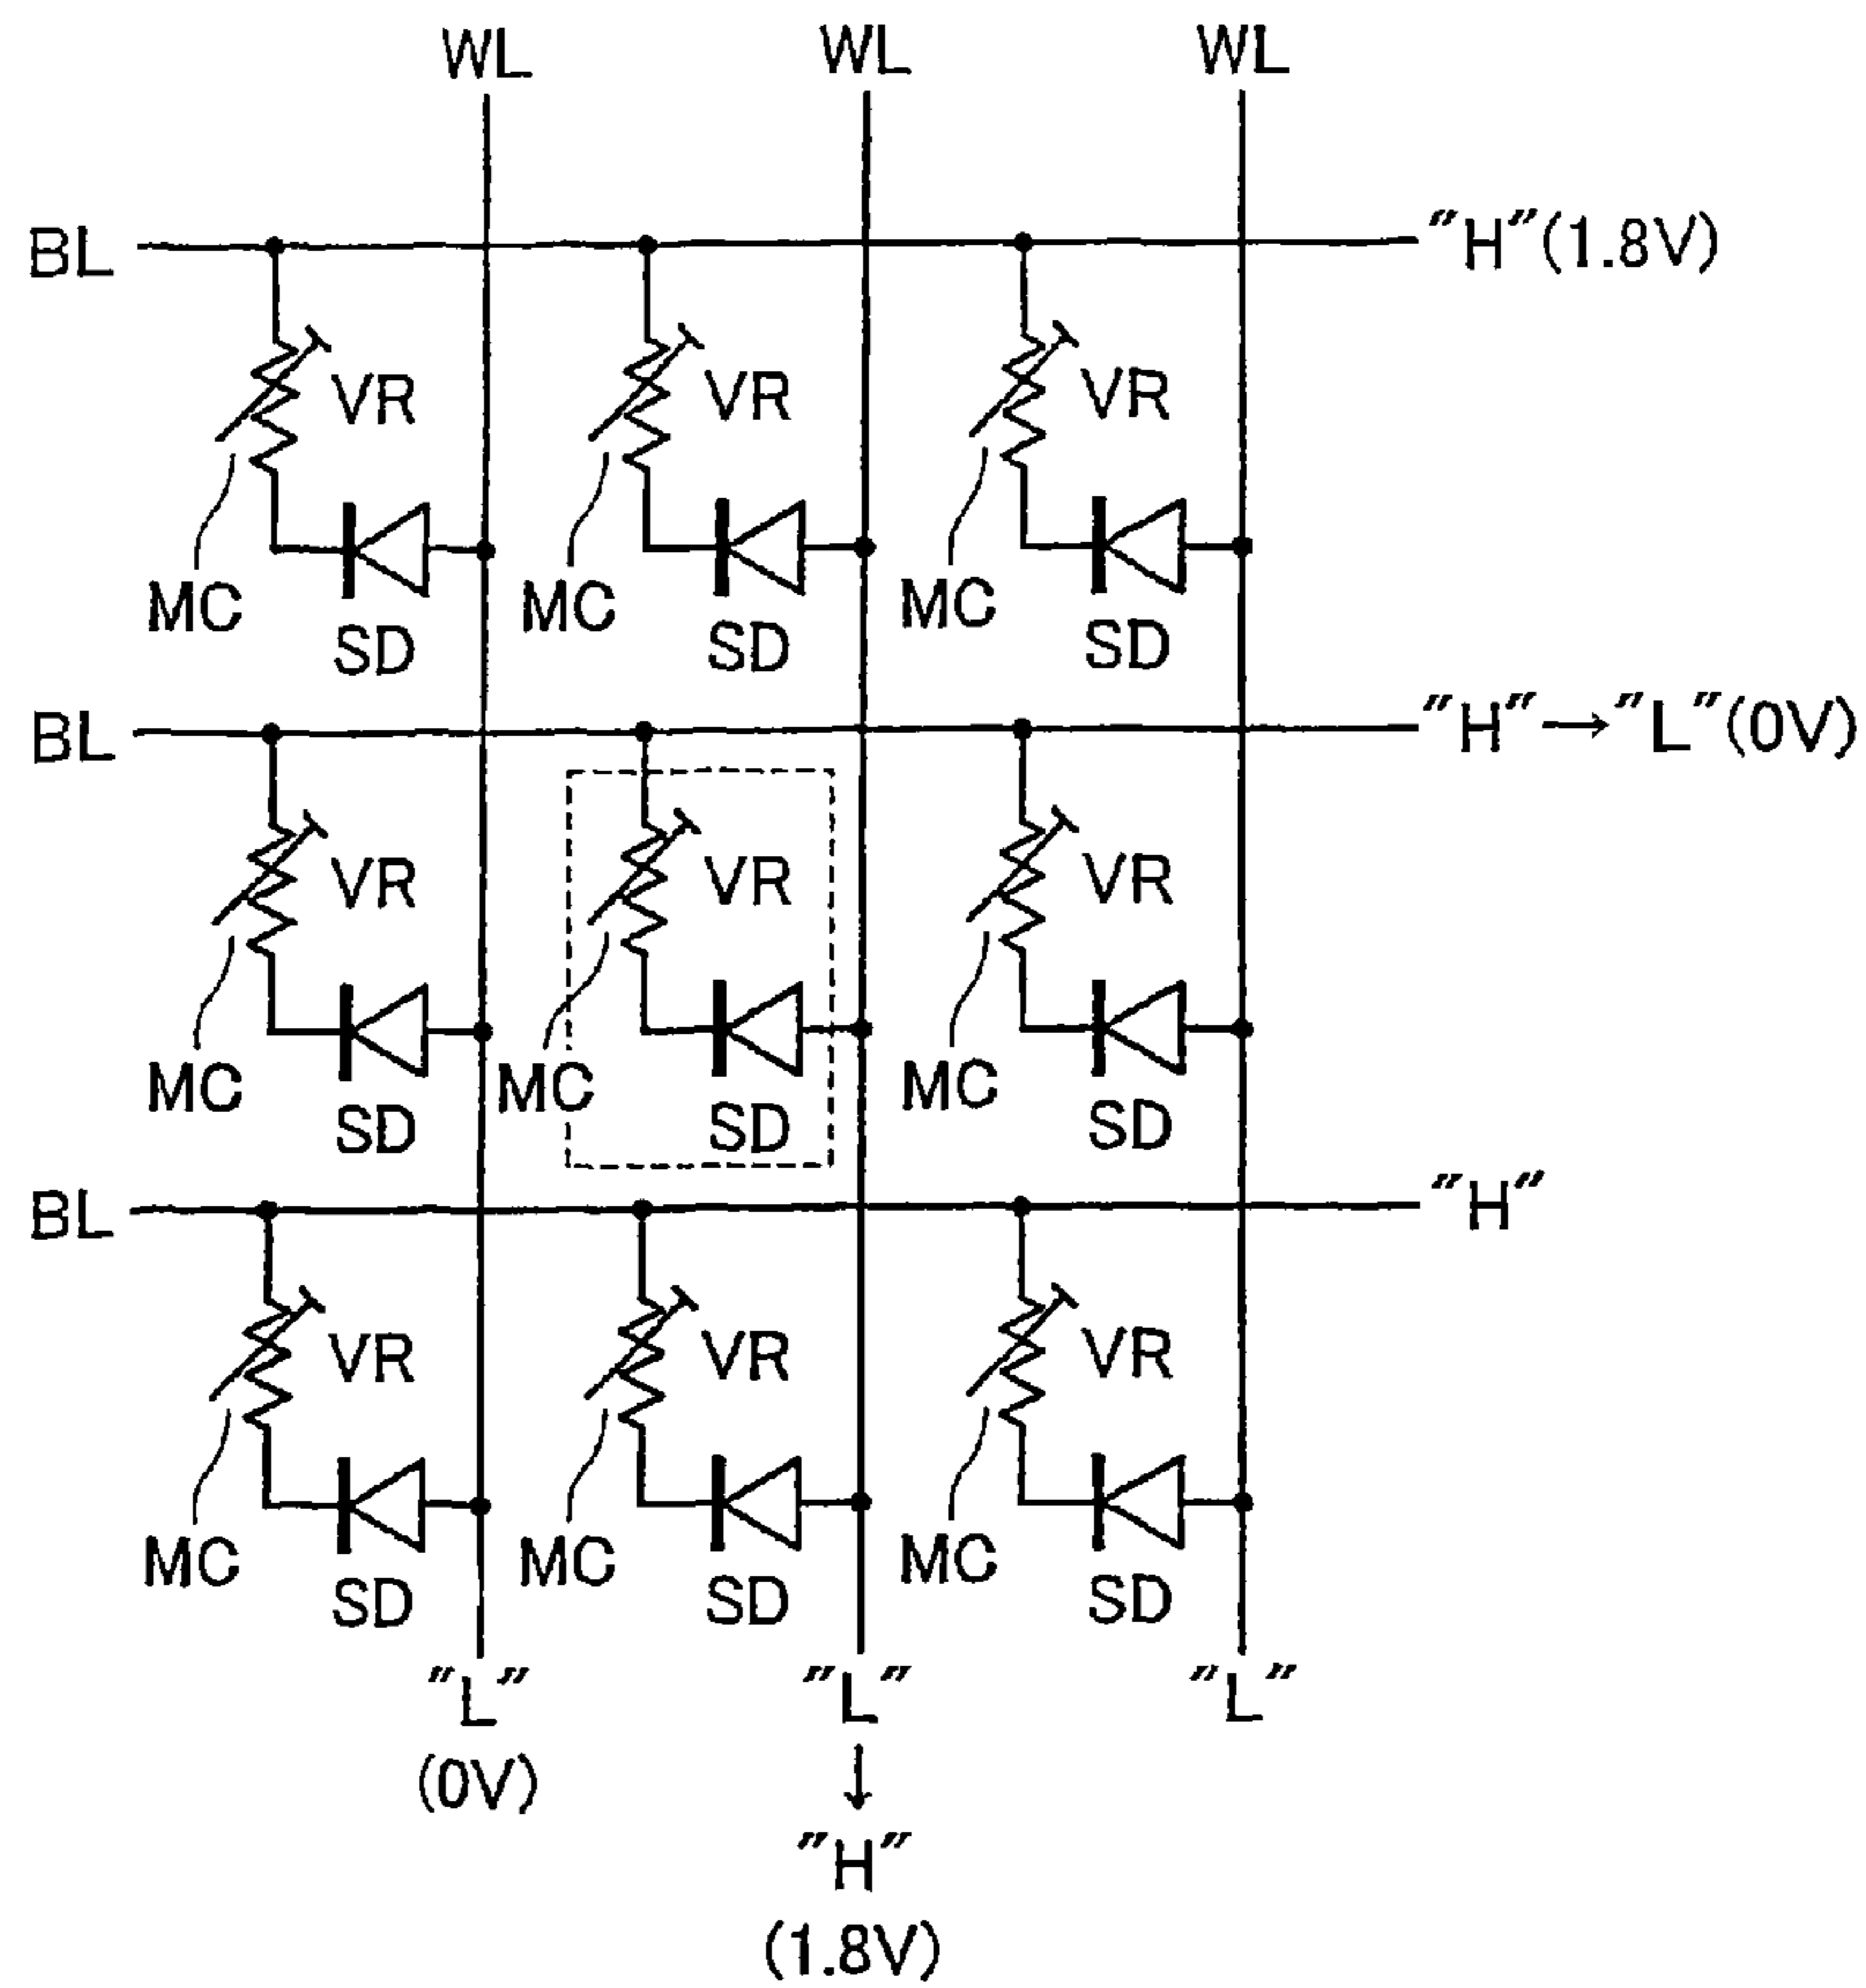 WL WL WL
BL "H"(1.8V)
VR VR VR
MC MC MC
SD SD SD
BL "H"→"L"(0V)
VR VR VR
MC MC MC
SD SD SD
BL "H"
VR VR VR
MC MC MC
SD SD SD
"L" "L" "L"
(0V) ↓
"H"
(1.8V)